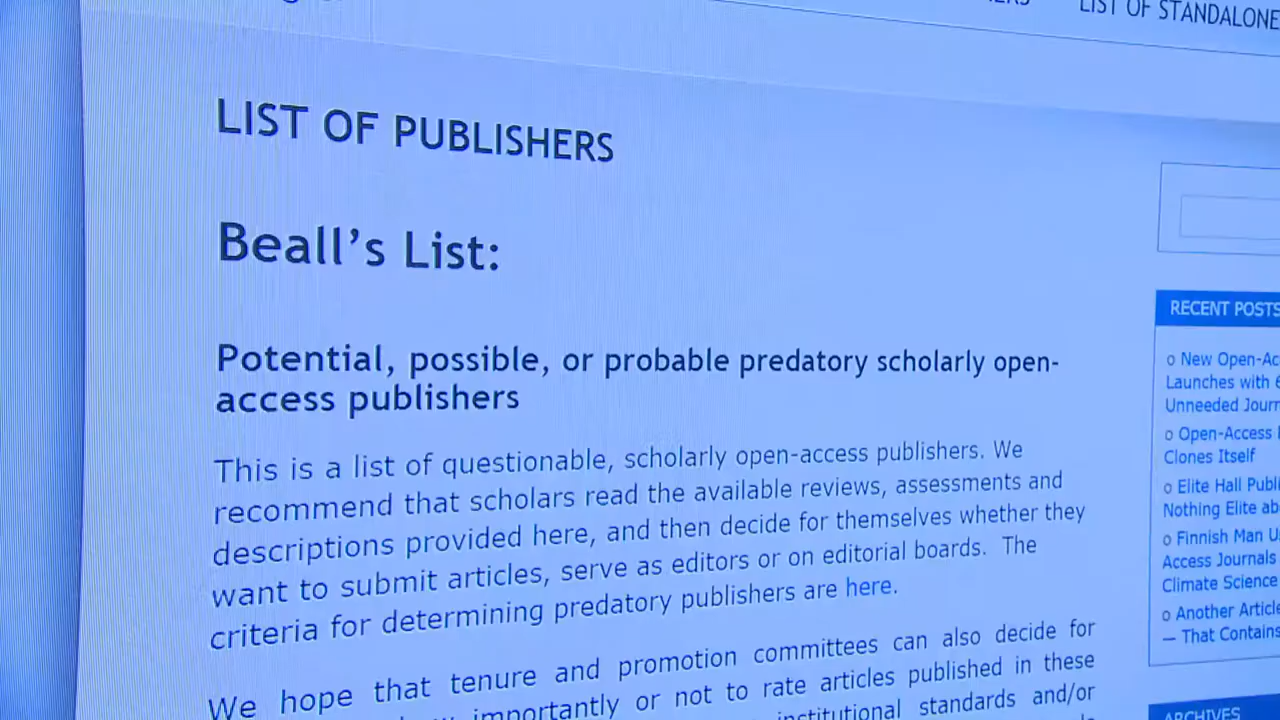 LIST OF STANDALONE
LIST OF PUBLISHERS
Beall's List:
Potential, possible, or probable predatory scholarly open-
access publishers
This is a list of questionable, scholarly open-access publishers. We
recommend that scholars read the available reviews, assessments and
descriptions provided here, and then decide for themselves whether they
want to submit articles, serve as editors or on editorial boards. The
criteria for determining predatory publishers are here.
We hope that tenure and promotion committees can also decide for
importantly or not to rate articles published in these
institutional standards and/or
RECENT POSTS
o New Open-Ac
Launches with 6
Unneeded Journ
o Open-Access
Clones Itself
o Elite Hall Publi
Nothing Elite ab
o Finnish Man U
Access Journals
Climate Science
o Another Article
— That Contains
ARCHIVES